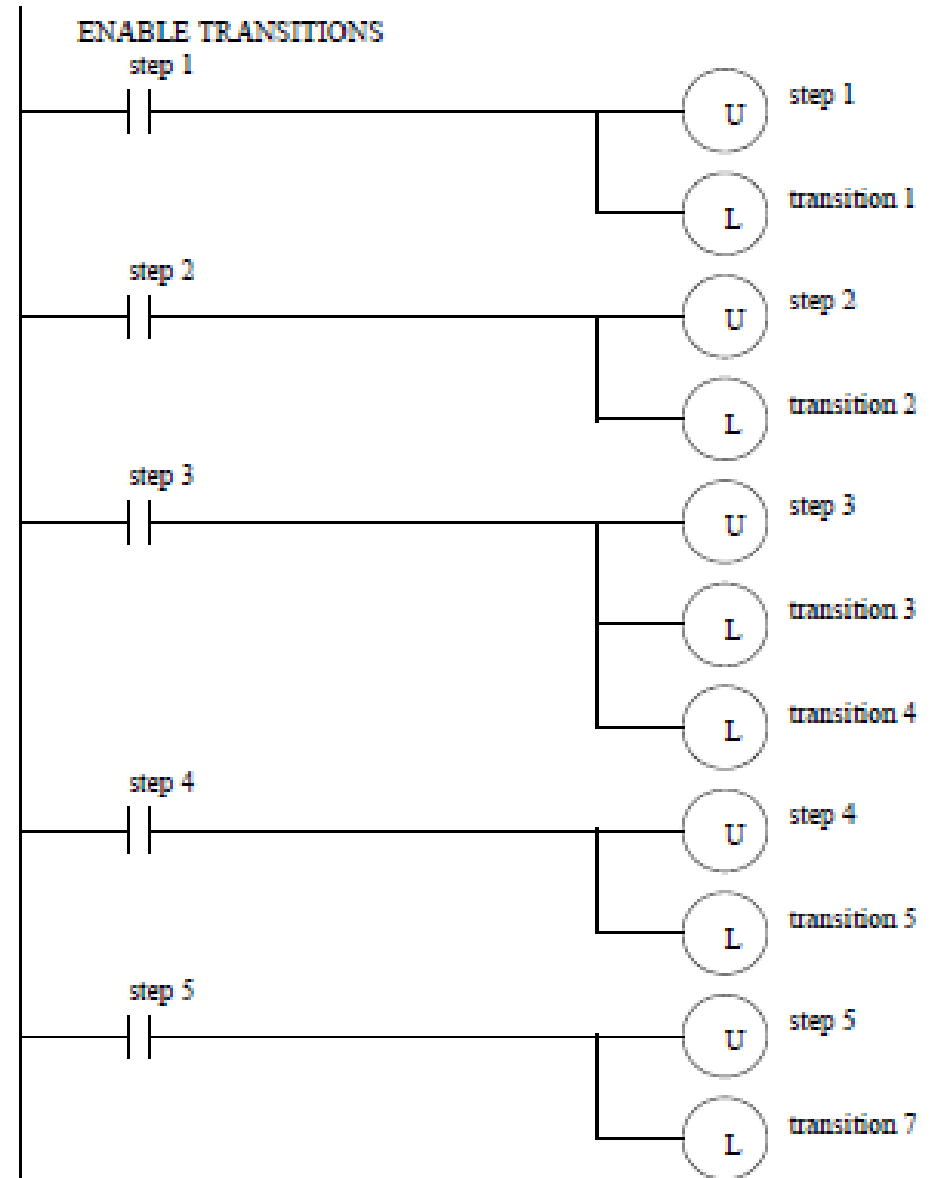 ENABLE TRANSITIONS
step 1
U
step 1
L
transition 1
step 2
U
step 2
L
transition 2
step 3
U
step 3
L
transition 3
L
transition 4
step 4
U
step 4
L
transition 5
step 5
U
step 5
L
transition 7